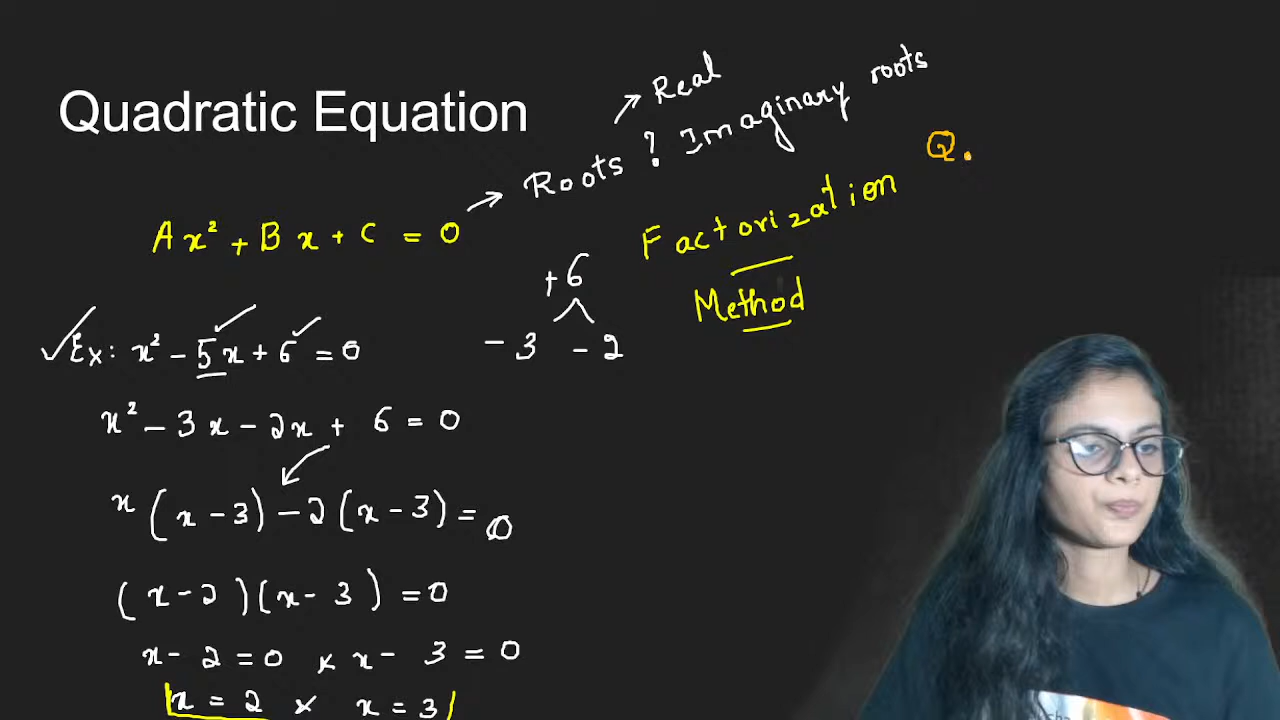 Quadratic Equation
Ax² + Bx + C = 0
→ Roots ?
→ Real
Imaginary roots
Factorization
Method
Q.
Ex: x² - 5x + 6 = 0
+6
-3 -2
x² - 3x - 2x + 6 = 0
x(x-3) - 2(x-3) = 0
(x-2)(x-3) = 0
x - 2 = 0 & x - 3 = 0
x = 2 & x = 3